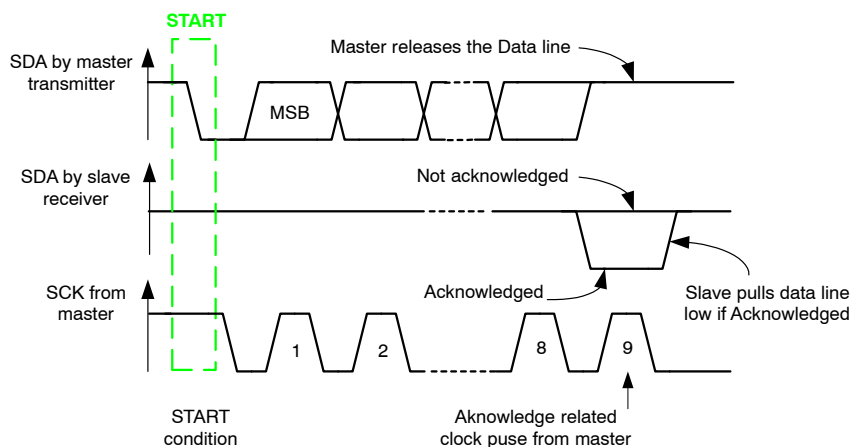 START
Master releases the Data line
SDA by master
transmitter
MSB
SDA by slave
receiver
Not acknowledged
Acknowledged
Slave pulls data line
low if Acknowledged
SCK from
master
1
2
8
9
START
condition
Aknowledge related
clock puse from master